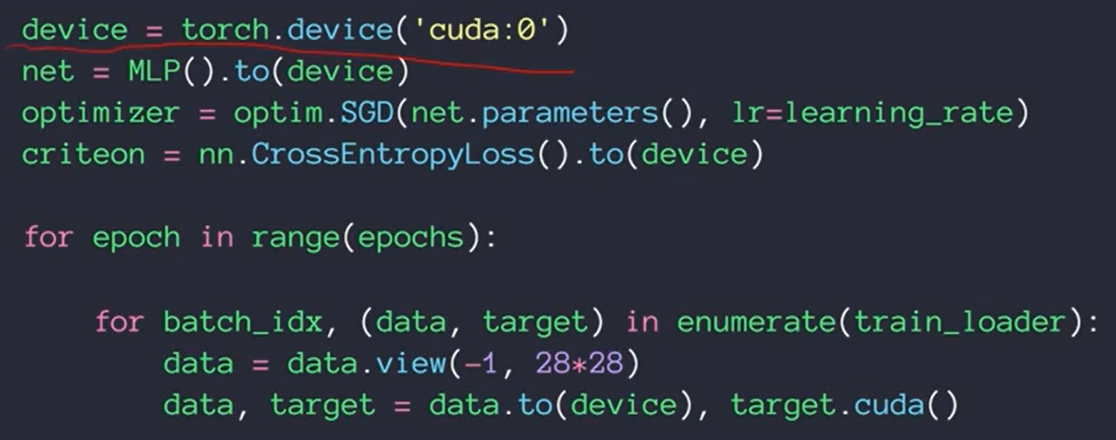 device = torch.device('cuda:0')
net = MLP().to(device)
optimizer = optim.SGD(net.parameters(), lr=learning_rate)
criteon = nn.CrossEntropyLoss().to(device)
for epoch in range(epochs):
for batch_idx, (data, target) in enumerate(train_loader):
data = data.view(-1, 28*28)
data, target = data.to(device), target.cuda()